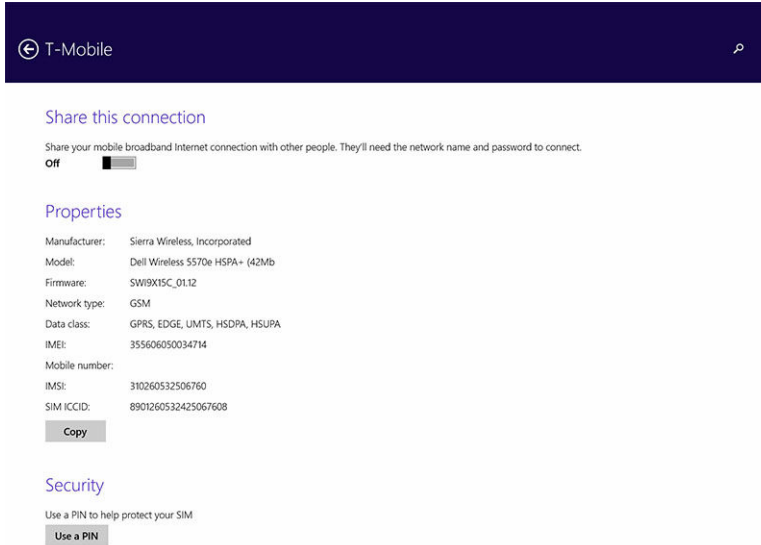 T-Mobile
Share this connection
Share your mobile broadband Internet connection with other people. They'll need the network name and password to connect.
Off
Properties
Manufacturer: Sierra Wireless, Incorporated
Model: Dell Wireless 5570e HSPA+ (42Mb
Firmware: SWI9X15C_01.12
Network type: GSM
Data class: GPRS, EDGE, UMTS, HSDPA, HSUPA
IMEI: 355606050034714
Mobile number:
IMSI: 310260532506760
SIM ICCID: 8901260532425067608
Copy
Security
Use a PIN to help protect your SIM
Use a PIN